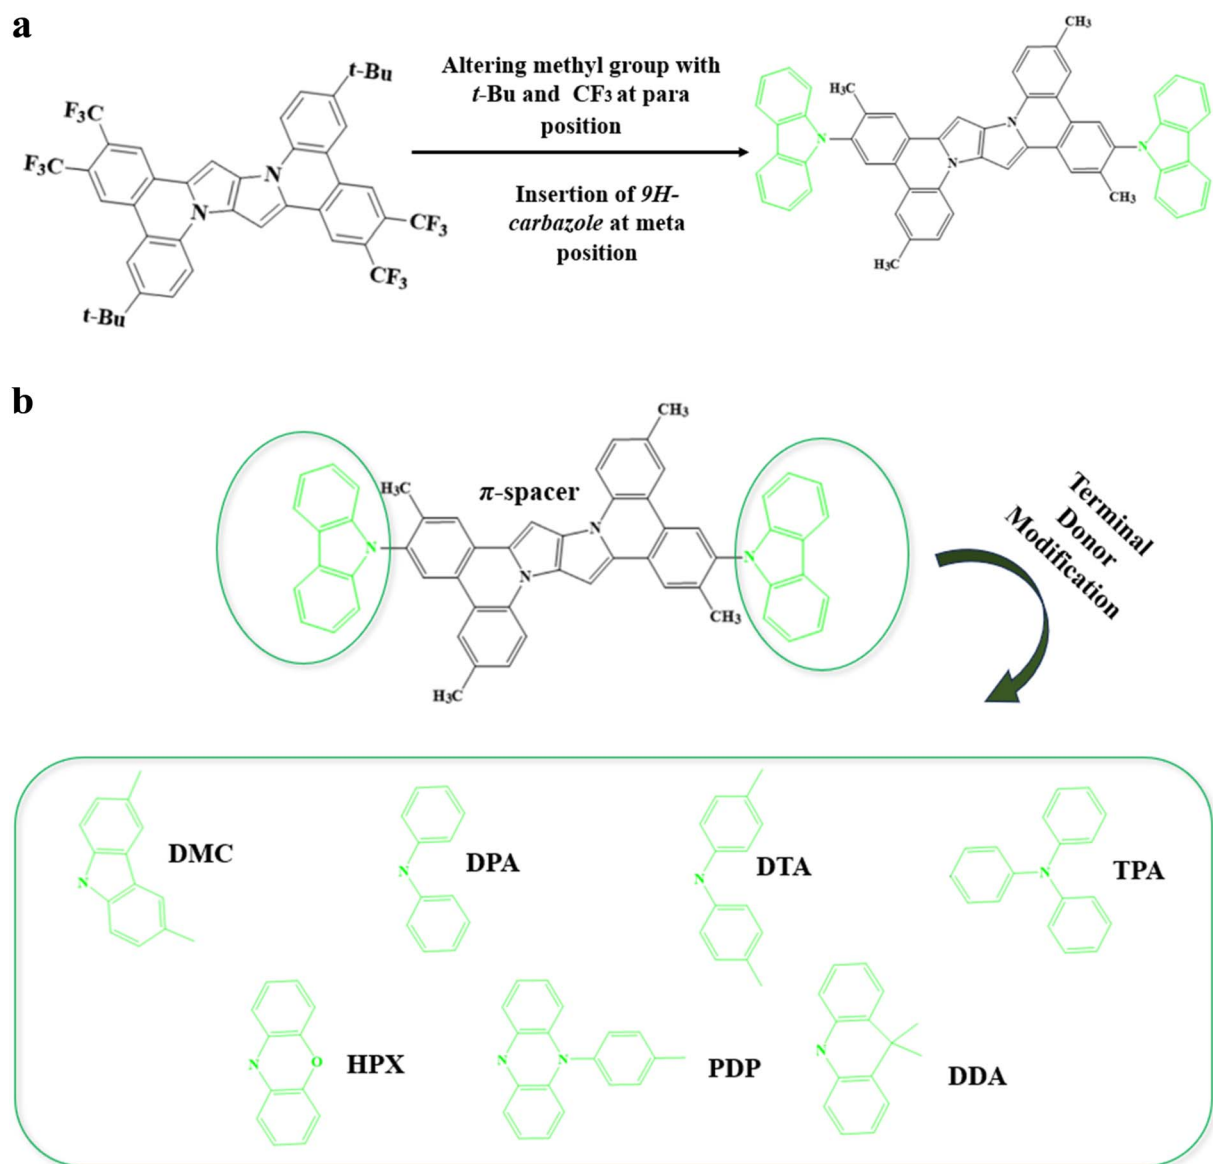 a
t-Bu
F₃C
F₃C
N
N
CF₃
CF₃
t-Bu
Altering methyl group with
t-Bu and CF₃ at para
position
Insertion of 9H-
carbazole at meta
position
CH₃
H₃C
N
N
N
N
CH₃
H₃C
b
CH₃
H₃C
π-spacer
N
N
N
N
CH₃
H₃C
Terminal
Donor
Modification
N
DMC
N
DPA
N
DTA
N
TPA
N
O
HPX
N
N
PDP
N
DDA